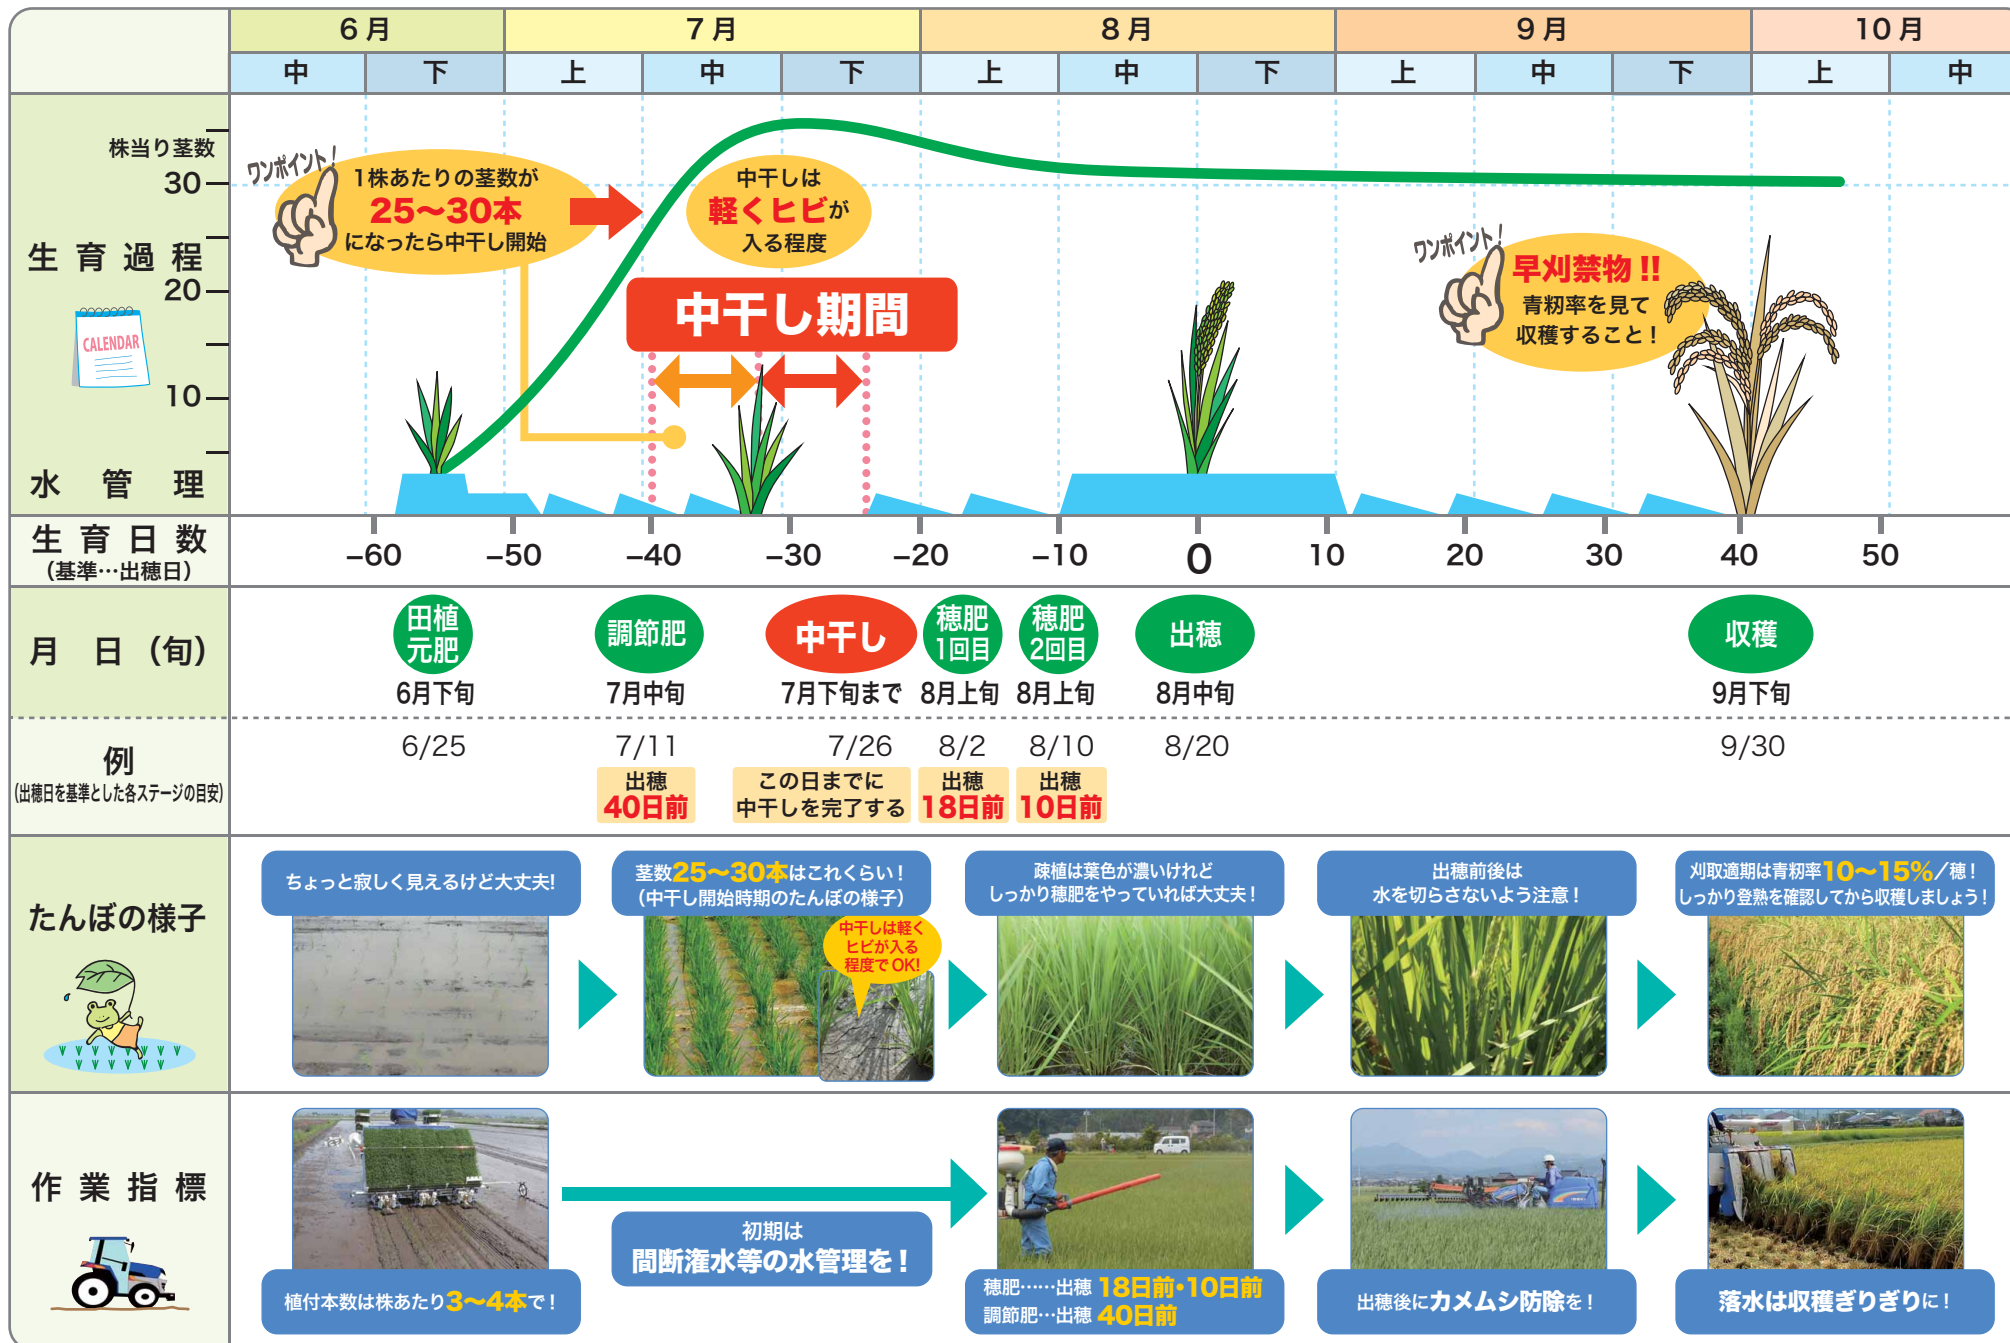 6月
7月
8月
9月
10月
中
下
上
中
下
上
中
下
上
中
下
上
中
株当り茎数
30
20
10
生育過程
CALENDAR
水管理
ワンポイント！
1株あたりの茎数が
25〜30本
になったら中干し開始
中干しは
軽くヒビが
入る程度
中干し期間
ワンポイント！
早刈禁物!!
青籾率を見て
収穫すること！
生育日数
（基準…出穂日）
–60
–50
–40
–30
–20
–10
0
10
20
30
40
50
月日（旬）
田植
元肥
6月下旬
調節肥
7月中旬
中干し
7月下旬まで
穂肥
1回目
8月上旬
穂肥
2回目
8月上旬
出穂
8月中旬
収穫
9月下旬
例
（出穂日を基準とした各ステージの目安）
6/25
7/11
出穂
40日前
7/26
この日までに
中干しを完了する
8/2
出穂
18日前
8/10
出穂
10日前
8/20
9/30
たんぼの様子
ちょっと寂しく見えるけど大丈夫!
茎数25〜30本はこれくらい！
（中干し開始時期のたんぼの様子）
中干しは軽く
ヒビが入る
程度でOK!
疎植は葉色が濃いけれど
しっかり穂肥をやっていれば大丈夫！
出穂前後は
水を切らさないよう注意！
刈取適期は青籾率10〜15%／穂！
しっかり登熟を確認してから収穫しましょう！
作業指標
植付本数は株あたり3〜4本で！
初期は
間断潅水等の水管理を！
穂肥……出穂 18日前・10日前
調節肥…出穂 40日前
出穂後にカメムシ防除を！
落水は収穫ぎりぎりに！